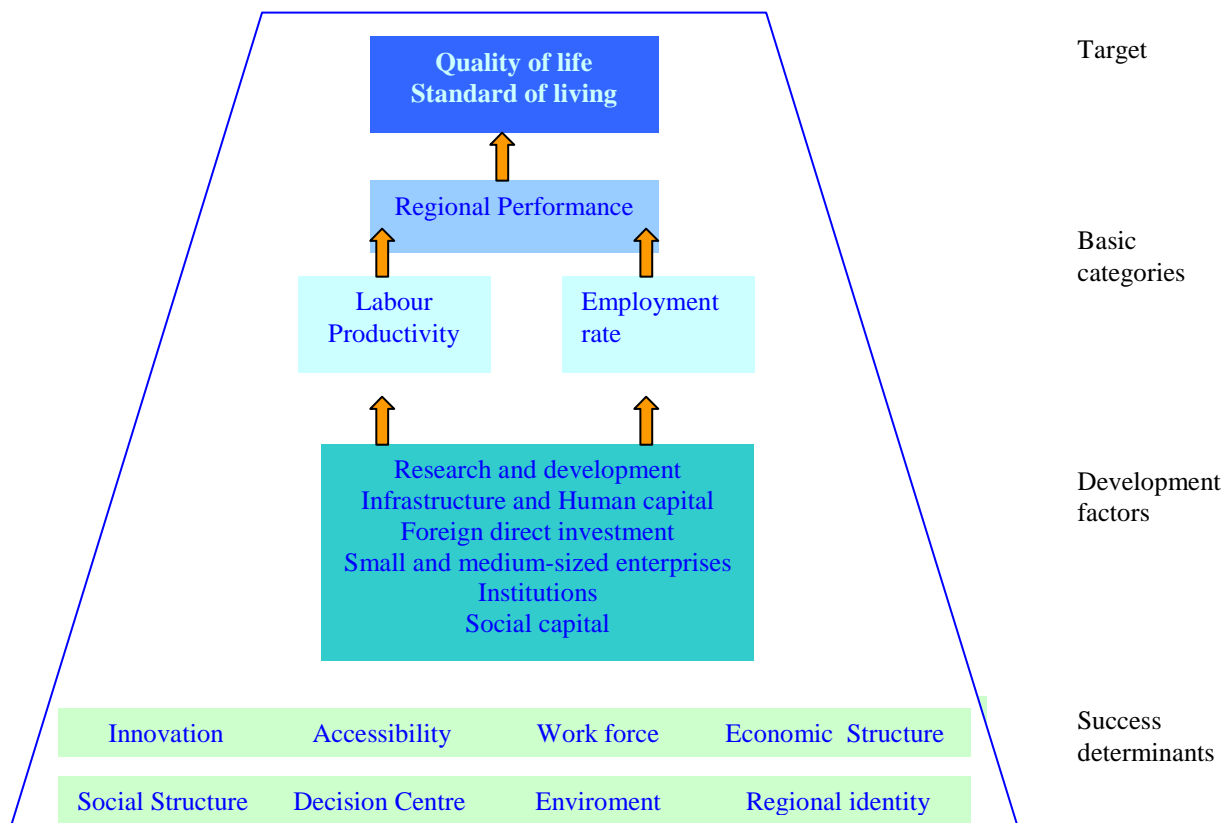 Quality of life
Standard of living
Target
Regional Performance
Basic
categories
Labour
Productivity
Employment
rate
Research and development
Infrastructure and Human capital
Foreign direct investment
Small and medium-sized enterprises
Institutions
Social capital
Development
factors
Innovation Accessibility Work force Economic Structure
Social Structure Decision Centre Enviroment Regional identity
Success
determinants